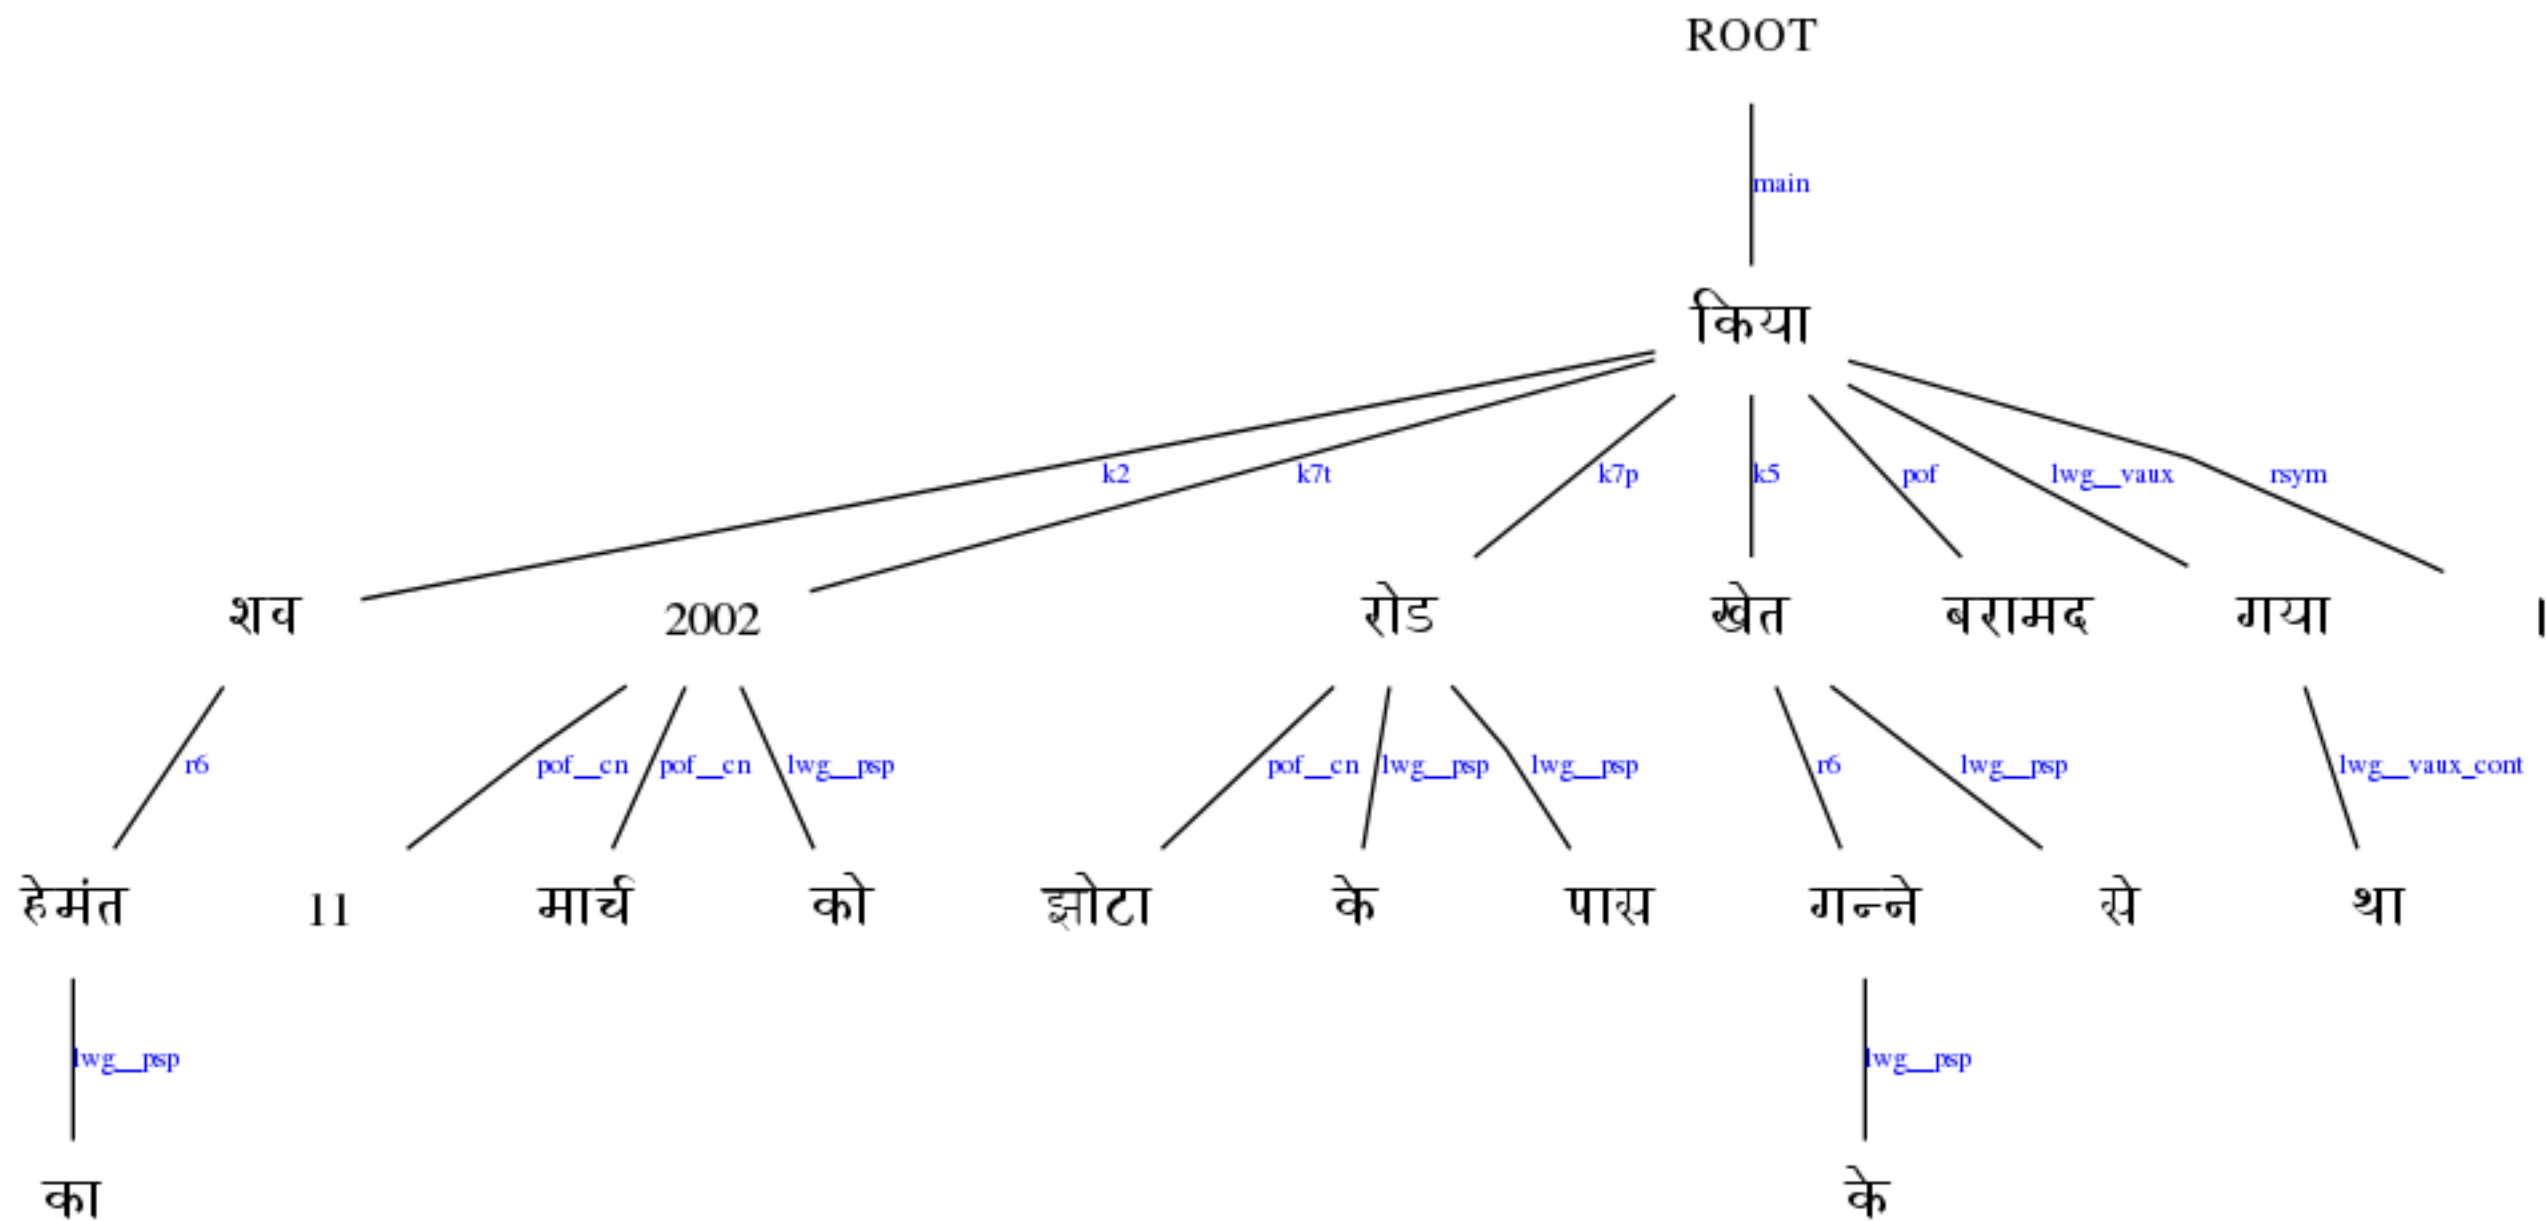 ROOT
main
किया
k2 k7t k7p k5 pof lwg__vaux rsym
शव 2002 रोड खेत बरामद गया ।
r6 pof__cn pof__cn lwg__psp pof__cn lwg__psp lwg__psp r6 lwg__psp lwg__vaux_cont
हेमंत 11 मार्च को झोटा के पास गन्ने से था
lwg__psp lwg__psp
का के